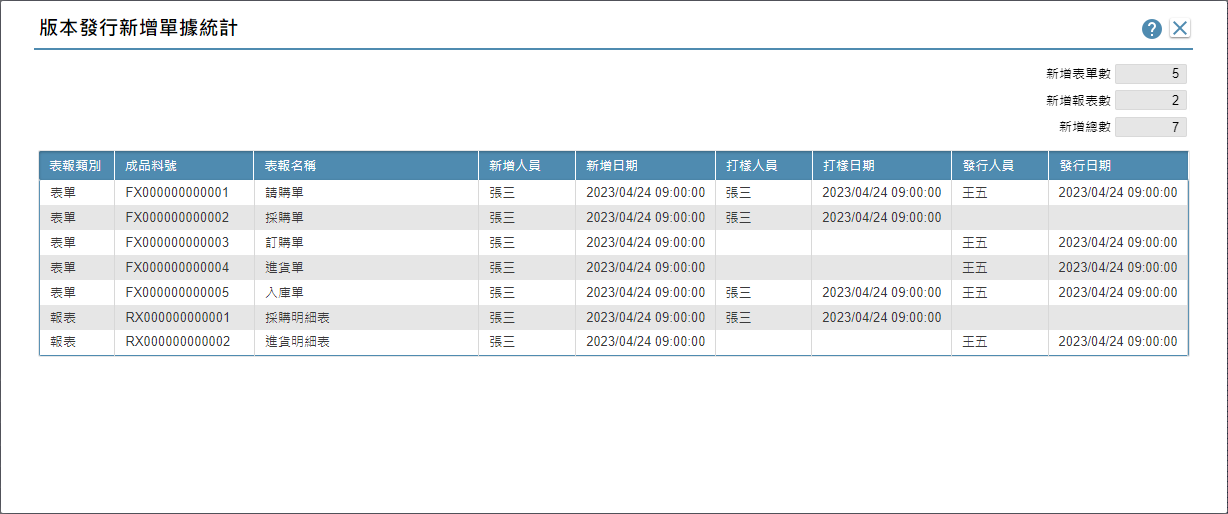 版本發行新增單據統計
?
新增表單數 5
新增報表數 2
新增總數 7
表報類別 成品料號 表報名稱 新增人員 新增日期 打樣人員 打樣日期 發行人員 發行日期
表單 FX000000000001 請購單 張三 2023/04/24 09:00:00 張三 2023/04/24 09:00:00 王五 2023/04/24 09:00:00
表單 FX000000000002 採購單 張三 2023/04/24 09:00:00 張三 2023/04/24 09:00:00
表單 FX000000000003 訂購單 張三 2023/04/24 09:00:00 王五 2023/04/24 09:00:00
表單 FX000000000004 進貨單 張三 2023/04/24 09:00:00 王五 2023/04/24 09:00:00
表單 FX000000000005 入庫單 張三 2023/04/24 09:00:00 張三 2023/04/24 09:00:00 王五 2023/04/24 09:00:00
報表 RX000000000001 採購明細表 張三 2023/04/24 09:00:00 張三 2023/04/24 09:00:00
報表 RX000000000002 進貨明細表 張三 2023/04/24 09:00:00 王五 2023/04/24 09:00:00